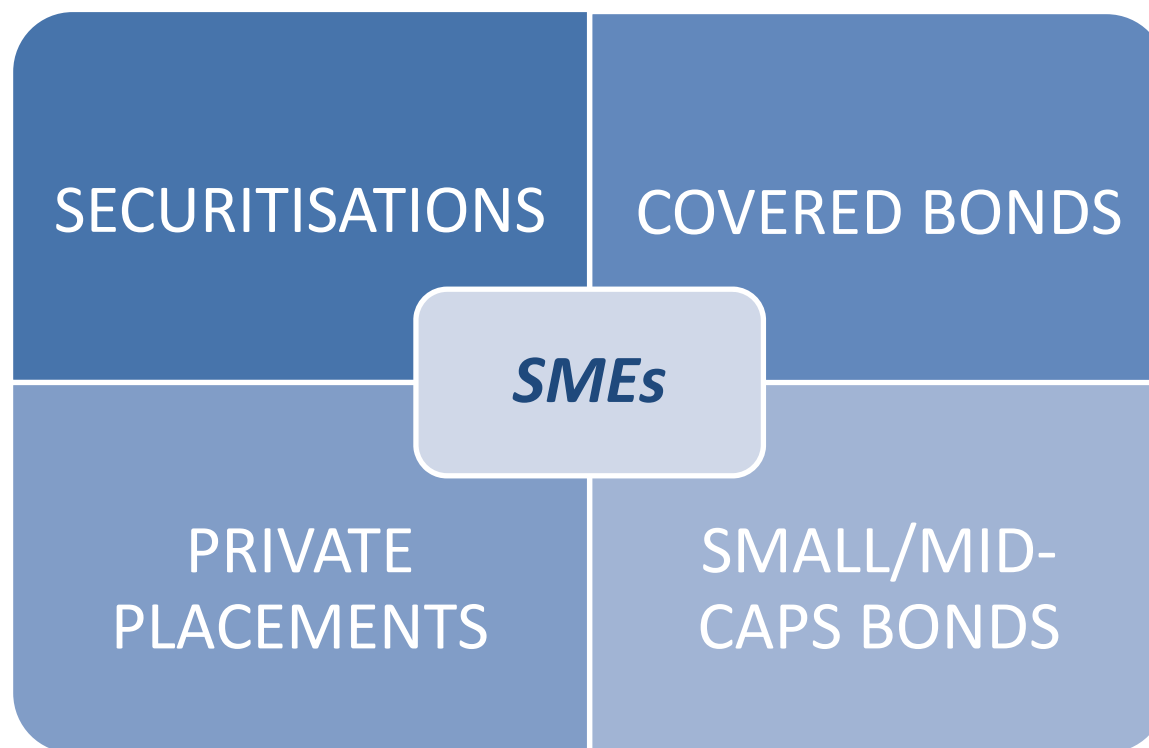 SECURITISATIONS
COVERED BONDS
SMEs
PRIVATE
PLACEMENTS
SMALL/MID-
CAPS BONDS